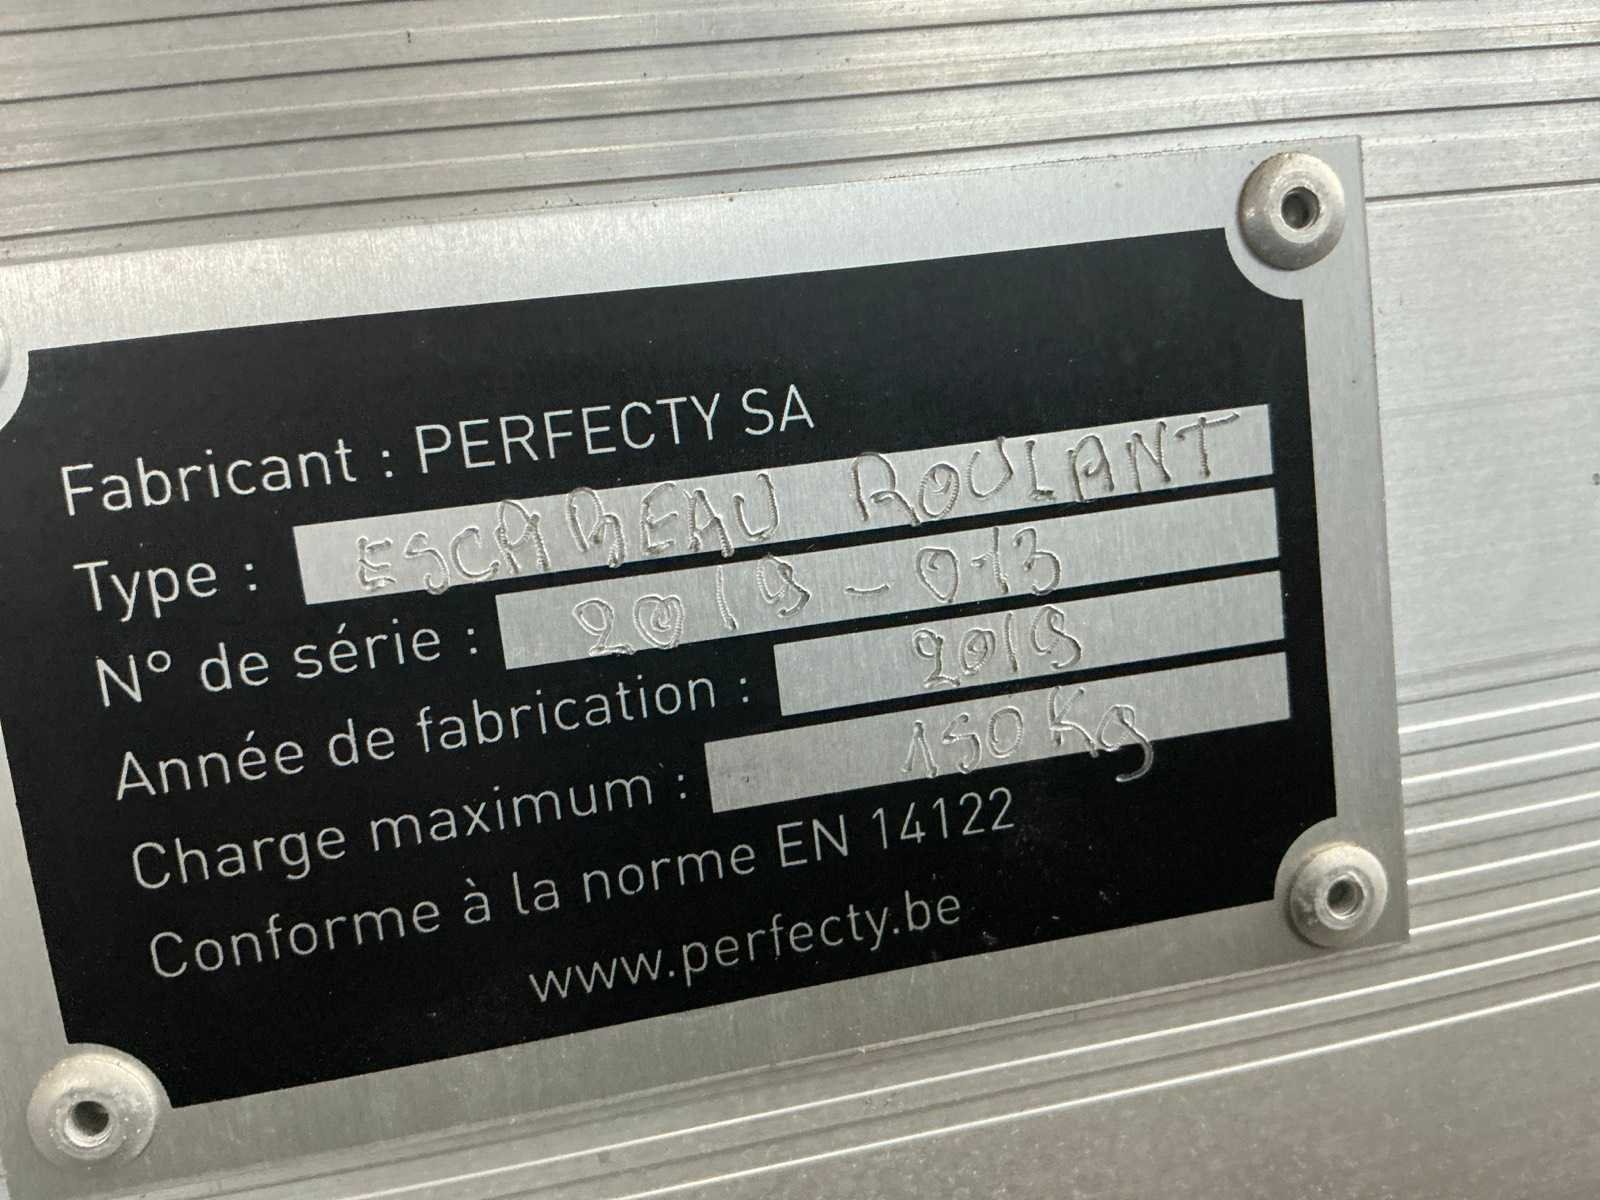 Fabricant : PERFECTY SA
Type : ESCABEAU ROULANT
N° de série : 2019-013
Année de fabrication : 2019
Charge maximum : 150 Kg
Conforme à la norme EN 14122
www.perfecty.be